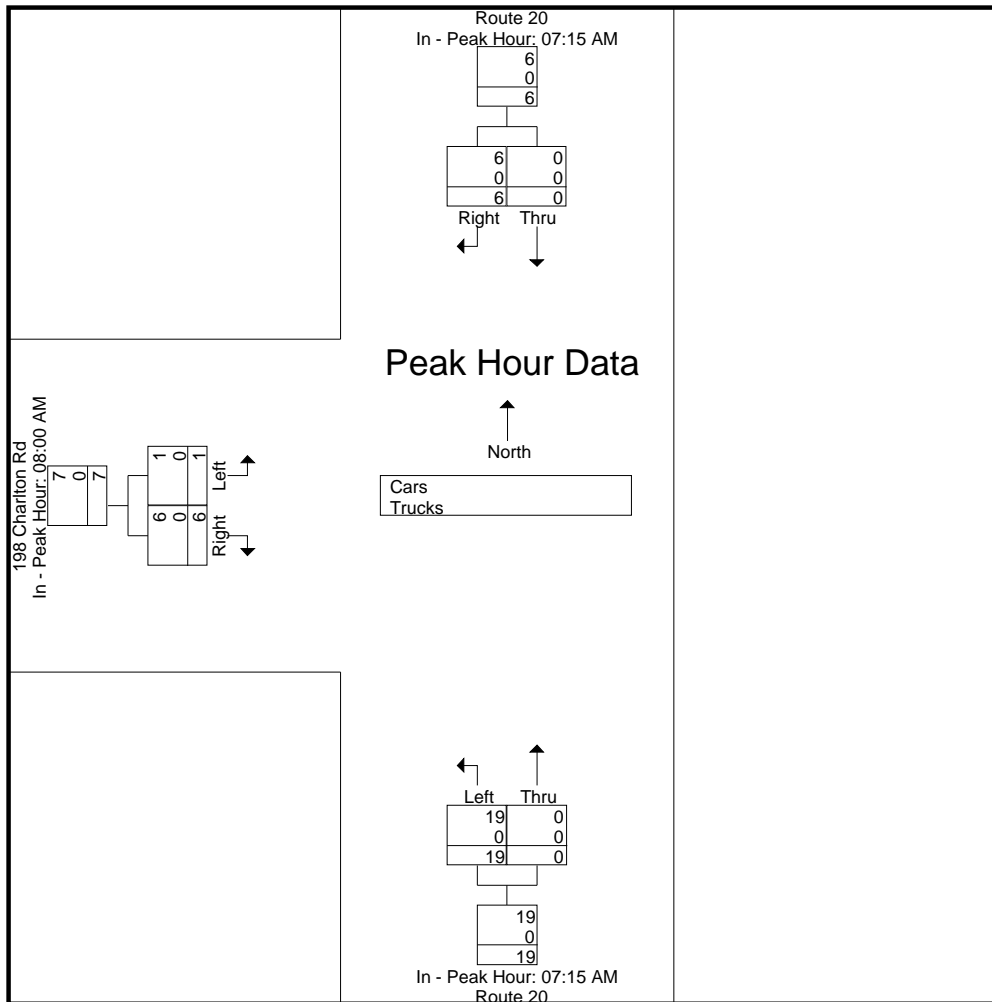 Route 20
In - Peak Hour: 07:15 AM
6
0
6
6 0
0 0
6 0
Right Thru
Peak Hour Data
North
Cars
Trucks
198 Charlton Rd
In - Peak Hour: 08:00 AM
7
0
7
1
0
1
Left
6
0
6
Right
Left Thru
19 0
0 0
19 0
19
0
19
In - Peak Hour: 07:15 AM
Route 20